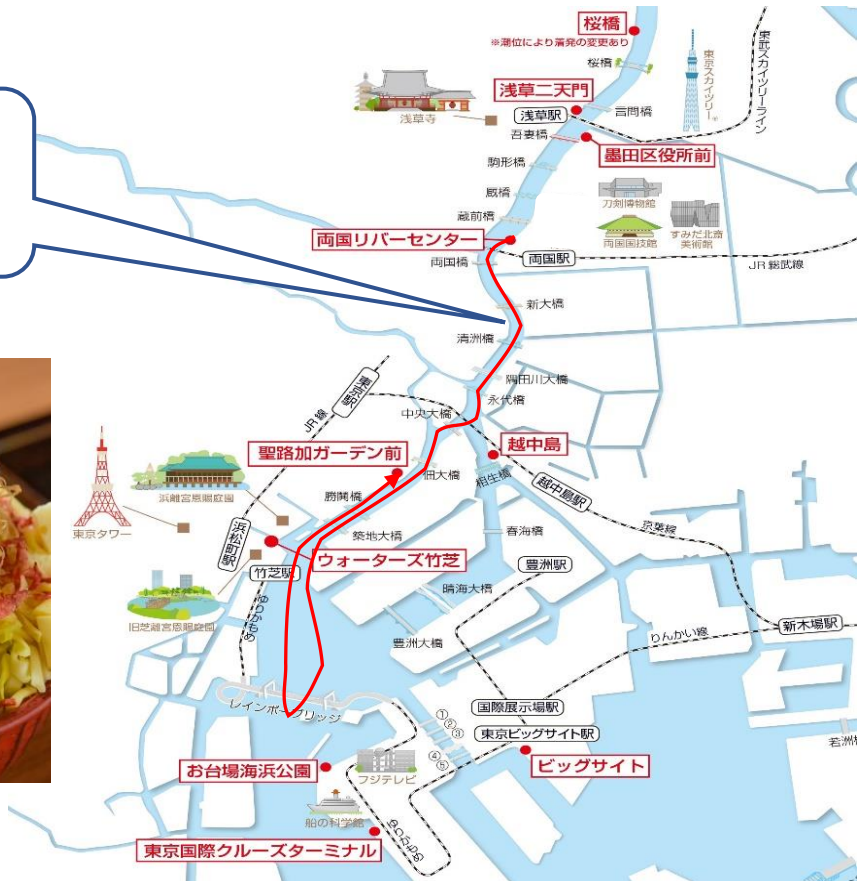 桜橋
※潮位により着発の変更あり
桜橋
東京スカイツリー®
東武スカイツリーライン
浅草二天門
浅草寺
浅草駅
言問橋
吾妻橋
墨田区役所前
駒形橋
厩橋
刀剣博物館
蔵前橋
両国リバーセンター
両国国技館
すみだ北斎
美術館
両国橋
両国駅
JR 総武線
新大橋
清洲橋
隅田川大橋
永代橋
東京駅
JR線
中央大橋
越中島
聖路加ガーデン前
佃大橋
相生橋
越中島駅
浜離宮恩賜庭園
勝鬨橋
東京タワー
浜松町駅
築地大橋
春海橋
京葉線
ウォーターズ竹芝
竹芝駅
豊洲駅
晴海大橋
旧芝離宮恩賜庭園
ゆりかもめ
豊洲大橋
りんかい線
新木場駅
レインボーブリッジ
国際展示場駅
①
②
③
東京ビッグサイト駅
④
⑤
若洲
お台場海浜公園
フジテレビ
ビッグサイト
船の科学館
ゆりかもめ
東京国際クルーズターミナル